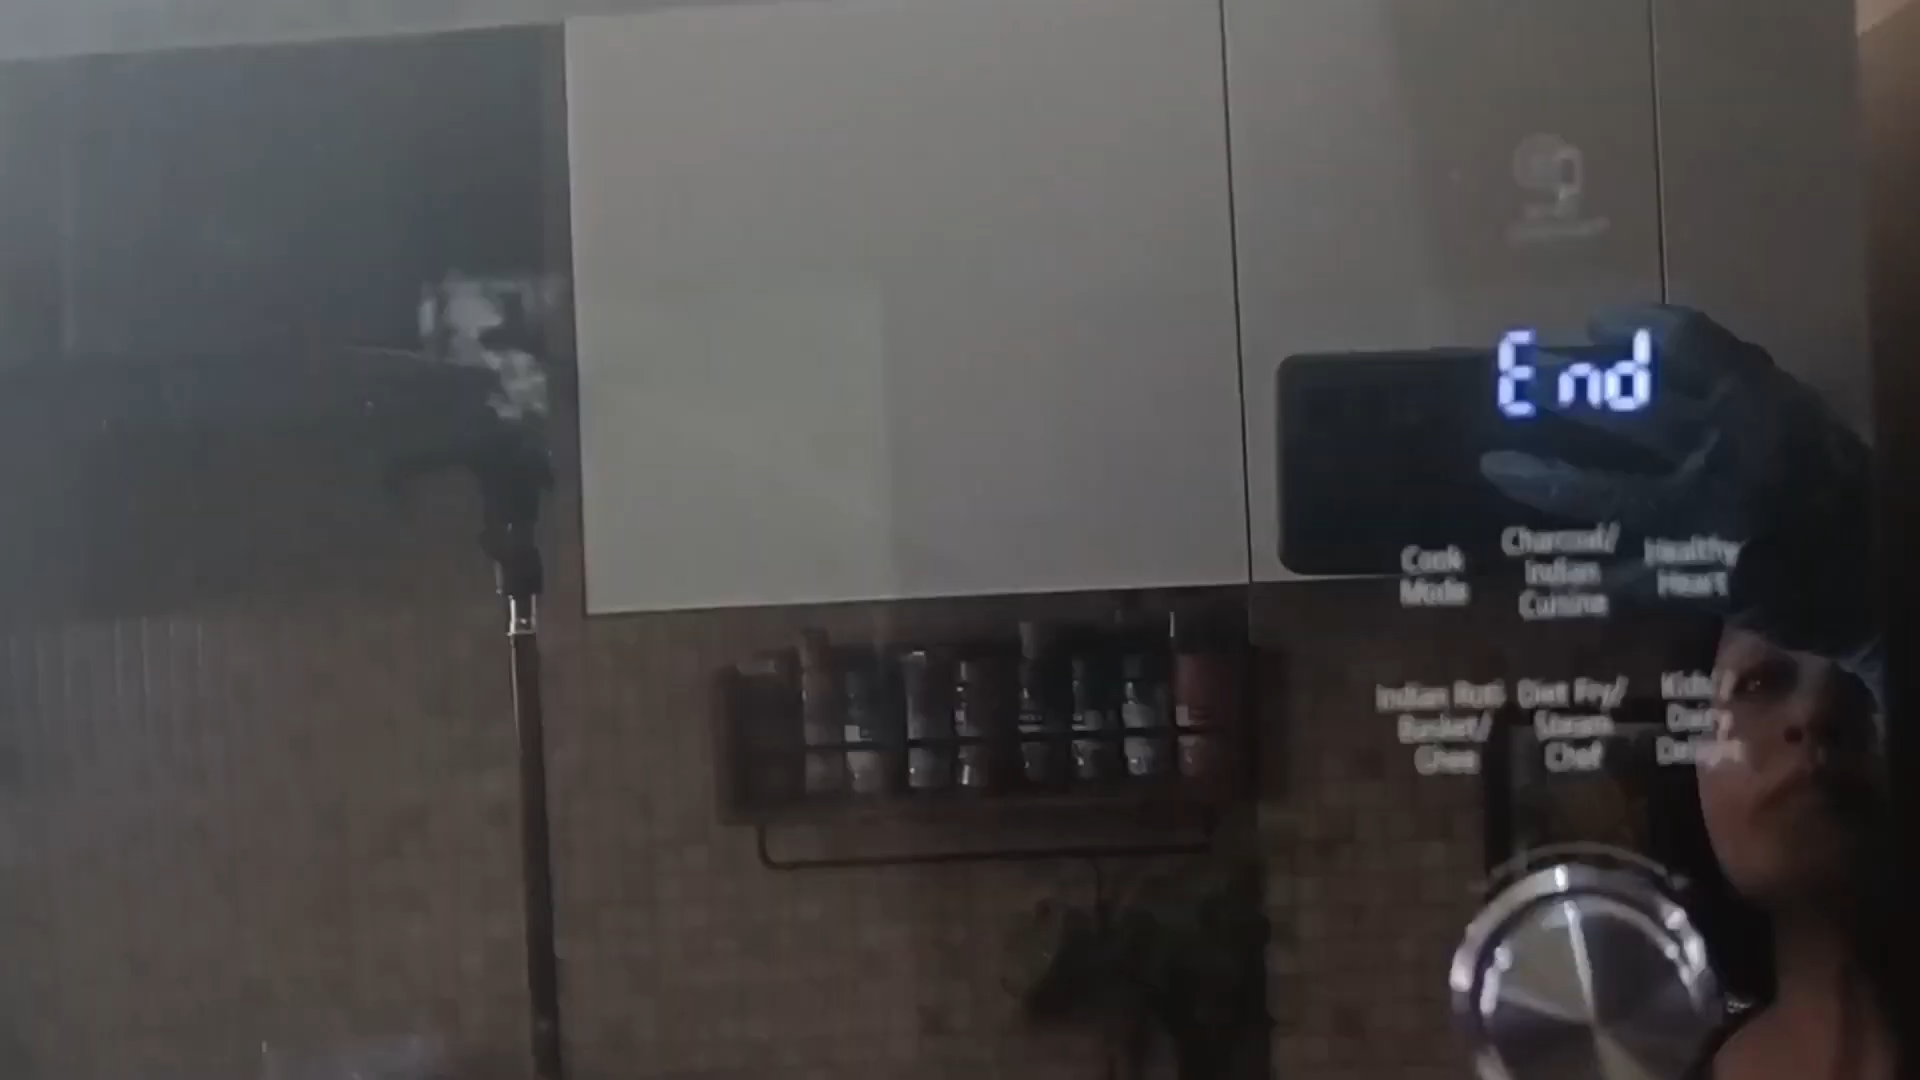 End
Cook
Mode
Charcoal/
Indian
Cuisine
Healthy
Heart
Indian Roti
Basket/
Ghee
Diet Fry/
Steam
Chef
Kids/
Dairy
Delight